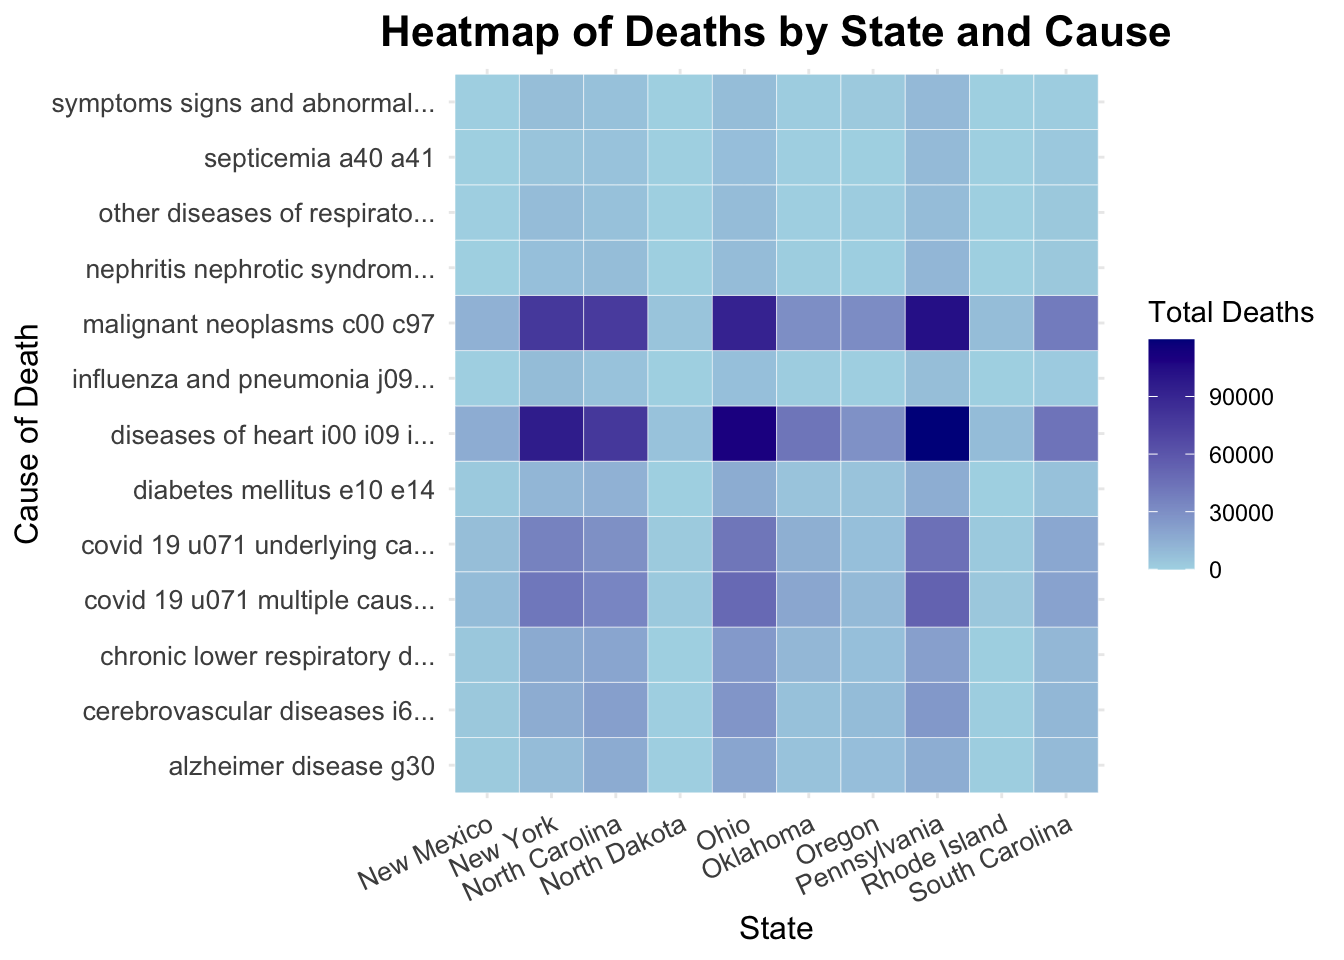 Heatmap of Deaths by State and Cause
Cause of Death
symptoms signs and abnormal...
septicemia a40 a41
other diseases of respirato...
nephritis nephrotic syndrom...
malignant neoplasms c00 c97
influenza and pneumonia j09...
diseases of heart i00 i09 i...
diabetes mellitus e10 e14
covid 19 u071 underlying ca...
covid 19 u071 multiple caus...
chronic lower respiratory d...
cerebrovascular diseases i6...
alzheimer disease g30
New Mexico
New York
North Carolina
North Dakota
Ohio
Oklahoma
Oregon
Pennsylvania
Rhode Island
South Carolina
State
Total Deaths
90000
60000
30000
0